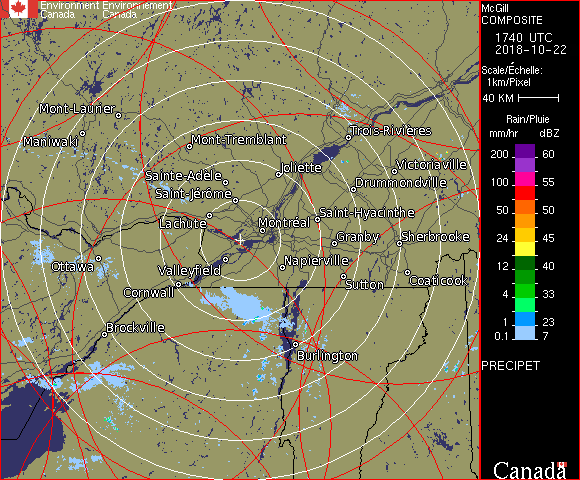 Environment Environnement
Canada Canada
McGill
COMPOSITE
1740 UTC
2018-10-22
Scale/Échelle:
1km/Pixel
40 KM
Rain/Pluie
mm/hr dBZ
200 60
100 55
50 50
24 45
12 40
4 33
1 23
0.1 7
PRECIPET
Canada
Mont-Laurier
Maniwaki
Mont-Tremblant
Trois-Rivières
Sainte-Adèle
Joliette
Victoriaville
Saint-Jérôme
Drummondville
Lachute
Montréal
Saint-Hyacinthe
Granby
Sherbrooke
Ottawa
Valleyfield
Napierville
Cornwall
Sutton
Coaticook
Brockville
Burlington